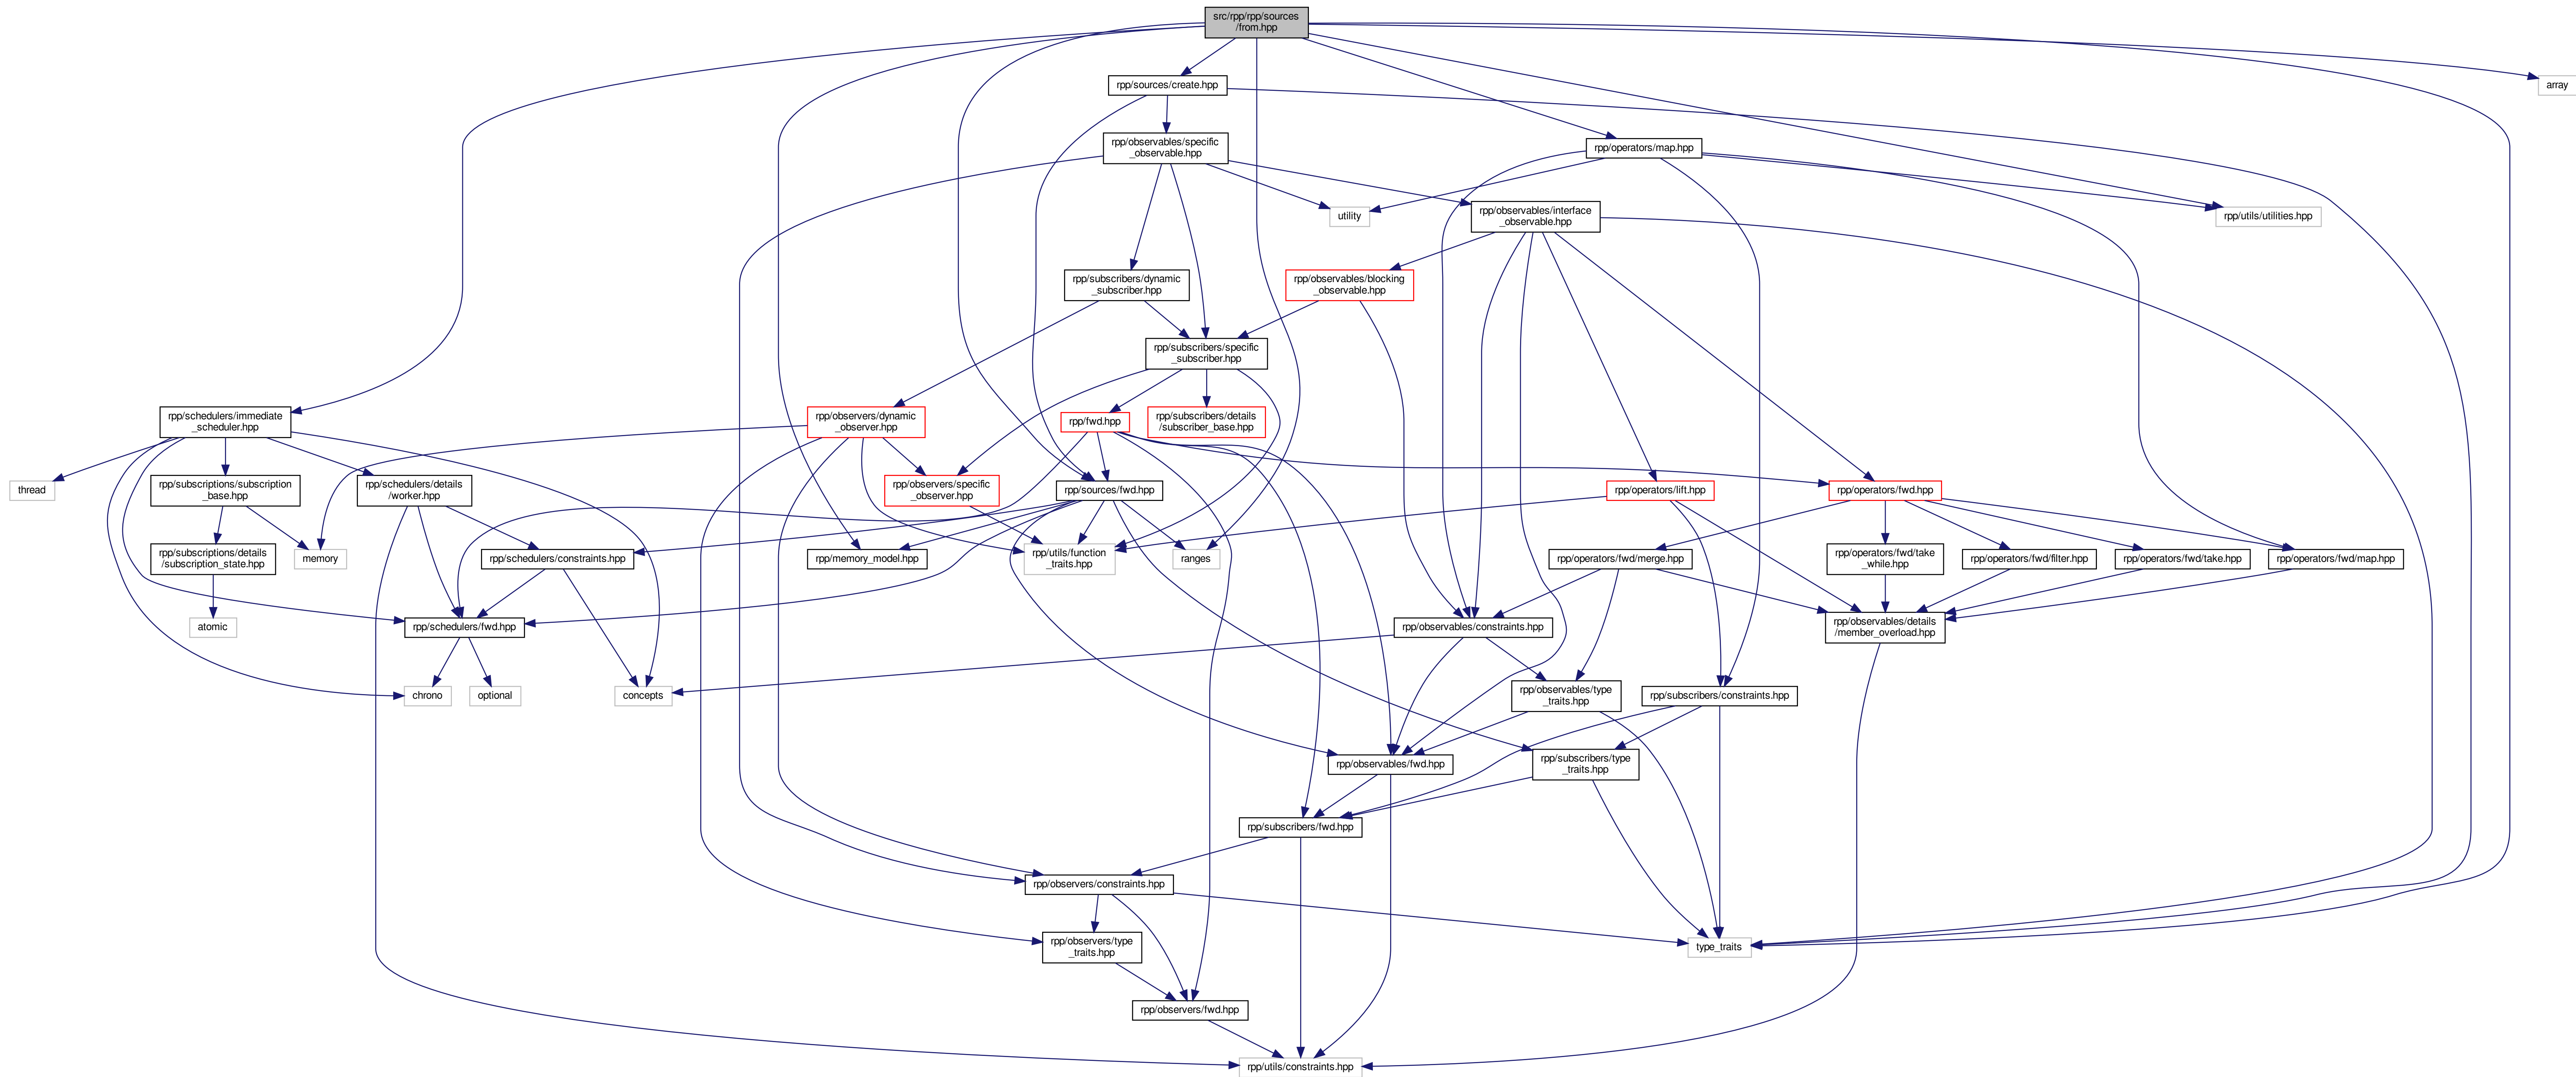 src/rpp/rpp/sources
/from.hpp
rpp/sources/create.hpp
array
rpp/observables/specific
_observable.hpp
rpp/operators/map.hpp
utility
rpp/observables/interface
_observable.hpp
rpp/utils/utilities.hpp
rpp/subscribers/dynamic
_subscriber.hpp
rpp/observables/blocking
_observable.hpp
rpp/subscribers/specific
_subscriber.hpp
rpp/schedulers/immediate
_scheduler.hpp
rpp/observers/dynamic
_observer.hpp
rpp/fwd.hpp
rpp/subscribers/details
/subscriber_base.hpp
thread
rpp/subscriptions/subscription
_base.hpp
rpp/schedulers/details
/worker.hpp
rpp/observers/specific
_observer.hpp
rpp/sources/fwd.hpp
rpp/operators/lift.hpp
rpp/operators/fwd.hpp
rpp/subscriptions/details
/subscription_state.hpp
memory
rpp/schedulers/constraints.hpp
rpp/memory_model.hpp
rpp/utils/function
_traits.hpp
ranges
rpp/operators/fwd/merge.hpp
rpp/operators/fwd/take
_while.hpp
rpp/operators/fwd/filter.hpp
rpp/operators/fwd/take.hpp
rpp/operators/fwd/map.hpp
atomic
rpp/schedulers/fwd.hpp
rpp/observables/constraints.hpp
rpp/observables/details
/member_overload.hpp
chrono
optional
concepts
rpp/observables/type
_traits.hpp
rpp/subscribers/constraints.hpp
rpp/observables/fwd.hpp
rpp/subscribers/type
_traits.hpp
rpp/subscribers/fwd.hpp
rpp/observers/constraints.hpp
rpp/observers/type
_traits.hpp
type_traits
rpp/observers/fwd.hpp
rpp/utils/constraints.hpp